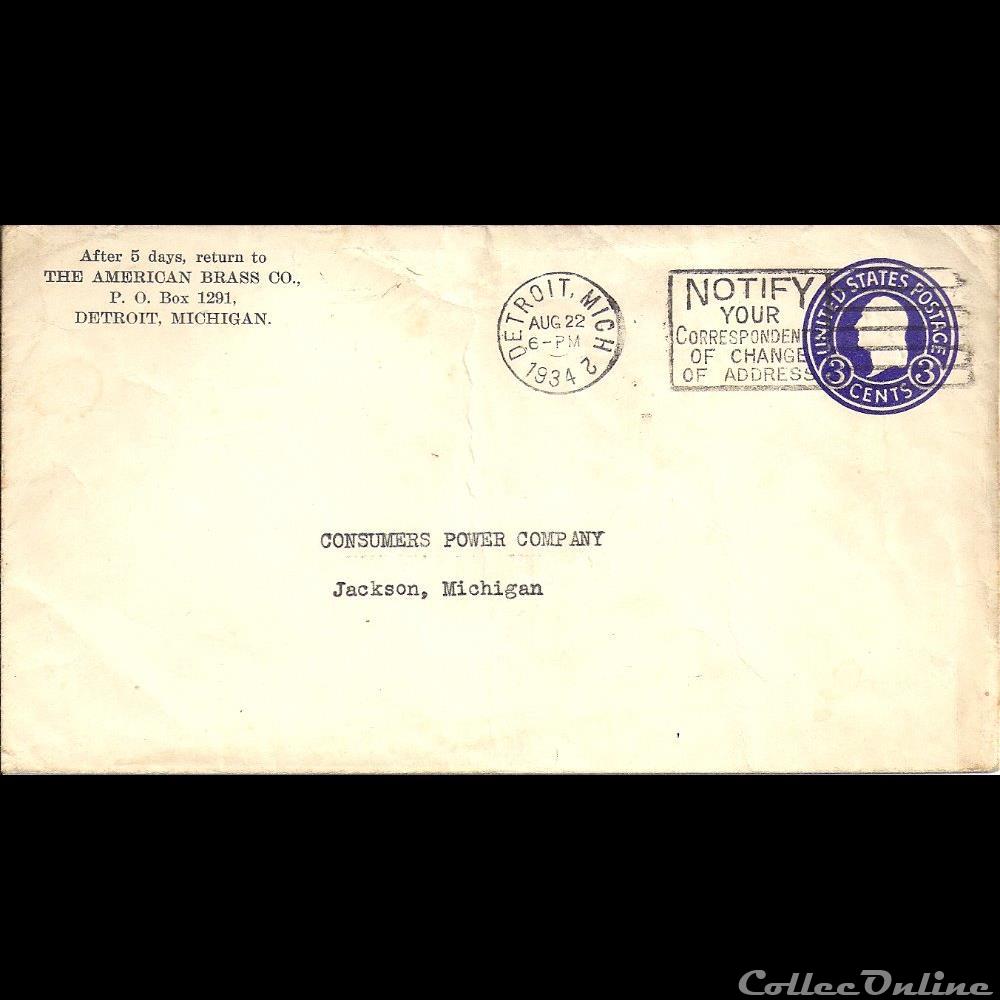 After 5 days, return to
THE AMERICAN BRASS CO.,
P. O. Box 1291,
DETROIT, MICHIGAN.
DETROIT, MICH 2
AUG 22
6-PM
1934
NOTIFY
YOUR
CORRESPONDENT
OF CHANGE
OF ADDRESS
UNITED STATES POSTAGE
3 CENTS 3
CONSUMERS POWER COMPANY
Jackson, Michigan
CollecOnline